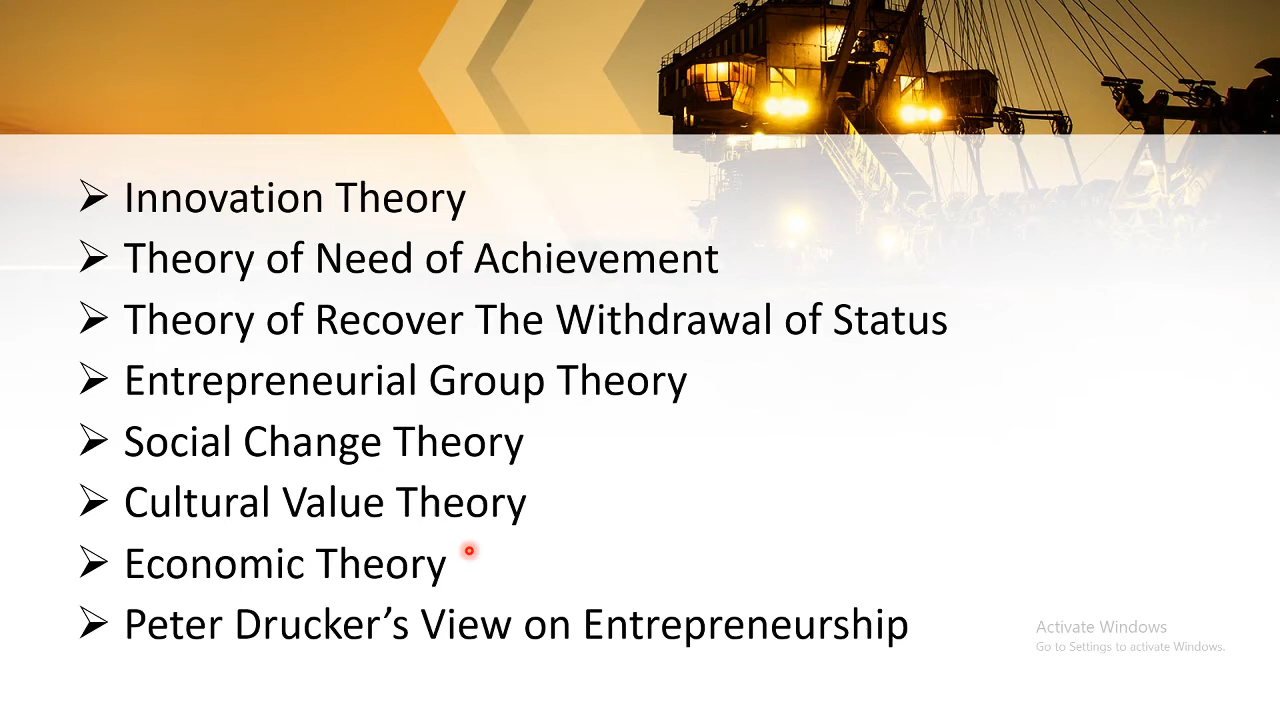 Innovation Theory
Theory of Need of Achievement
Theory of Recover The Withdrawal of Status
Entrepreneurial Group Theory
Social Change Theory
Cultural Value Theory
Economic Theory
Peter Drucker’s View on Entrepreneurship
Activate Windows
Go to Settings to activate Windows.